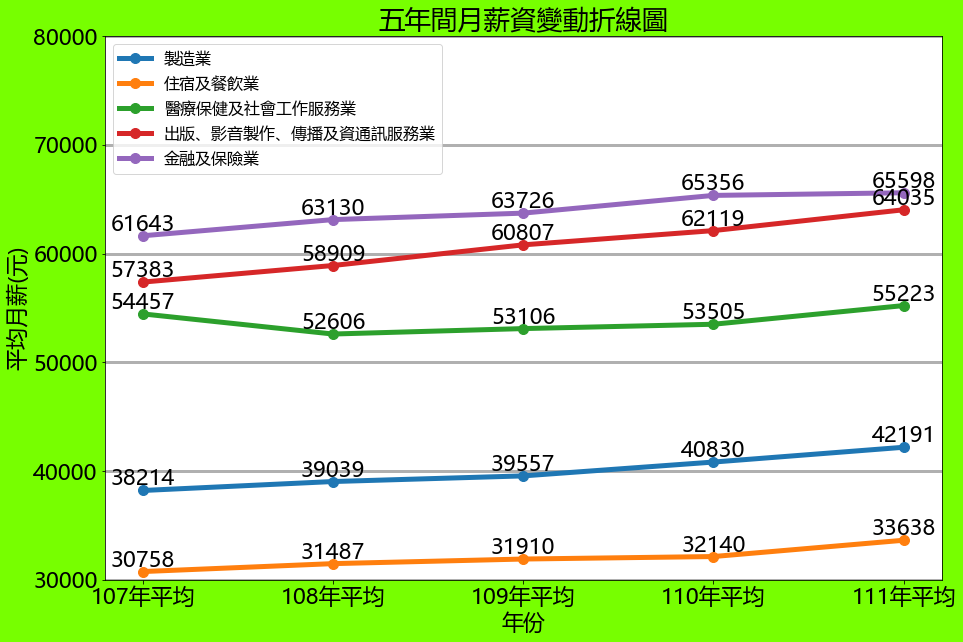 五年間月薪資變動折線圖
80000
70000
60000
50000
40000
30000
平均月薪(元)
製造業
住宿及餐飲業
醫療保健及社會工作服務業
出版、影音製作、傳播及資通訊服務業
金融及保險業
61643
63130
63726
65356
65598
57383
58909
60807
62119
64035
54457
52606
53106
53505
55223
38214
39039
39557
40830
42191
30758
31487
31910
32140
33638
107年平均
108年平均
109年平均
110年平均
111年平均
年份